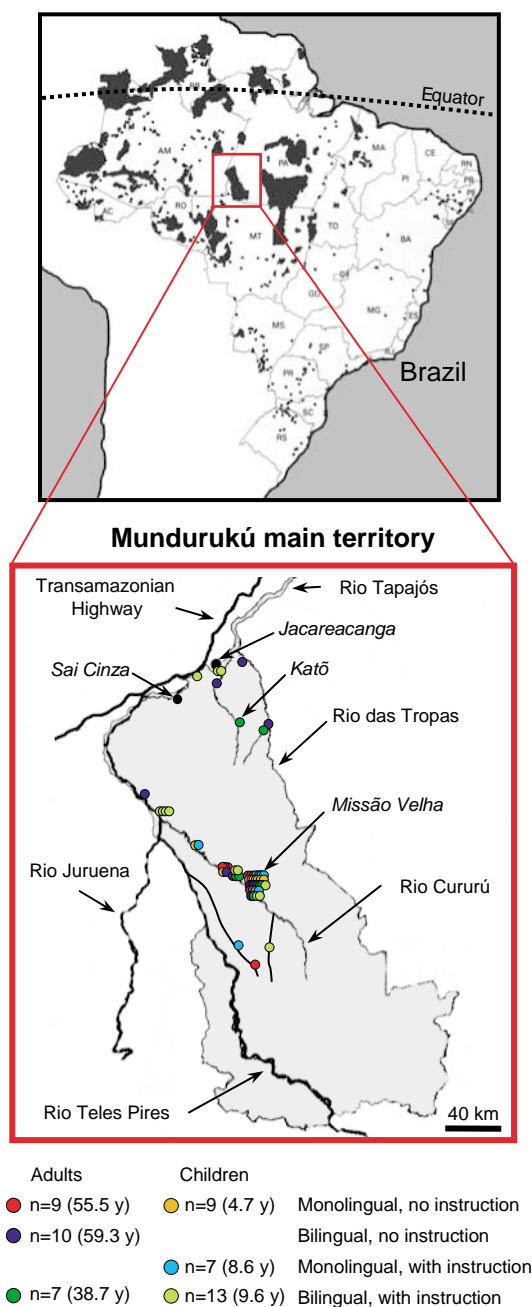 Equator
RR
AM
PA
MA
CE
RN
PB
PE
PI
AC
RO
TO
MT
BA
DF
GO
MG
ES
MS
SP
RJ
PR
SC
RS
Brazil
Mundurukú main territory
Transamazonian
Highway
Rio Tapajós
Jacareacanga
Sai Cinza
Katõ
Rio das Tropas
Missão Velha
Rio Juruena
Rio Cururú
Rio Teles Pires
40 km
Adults Children
n=9 (55.5 y) n=9 (4.7 y) Monolingual, no instruction
n=10 (59.3 y) Bilingual, no instruction
n=7 (8.6 y) Monolingual, with instruction
n=7 (38.7 y) n=13 (9.6 y) Bilingual, with instruction